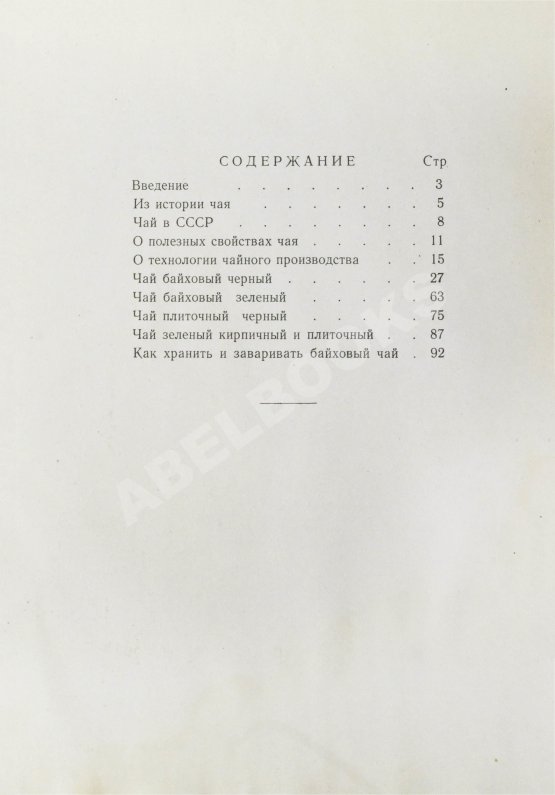 СОДЕРЖАНИЕ Стр
Введение . . . . . . . . 3
Из истории чая . . . . . . . 5
Чай в СССР . . . . . . . . 8
О полезных свойствах чая . . . . . 11
О технологии чайного производства . . 15
Чай байховый черный . . . . . . 27
Чай байховый зеленый . . . . . 63
Чай плиточный черный . . . . . 75
Чай зеленый кирпичный и плиточный . . 87
Как хранить и заваривать байховый чай . 92
ABELBOOKS